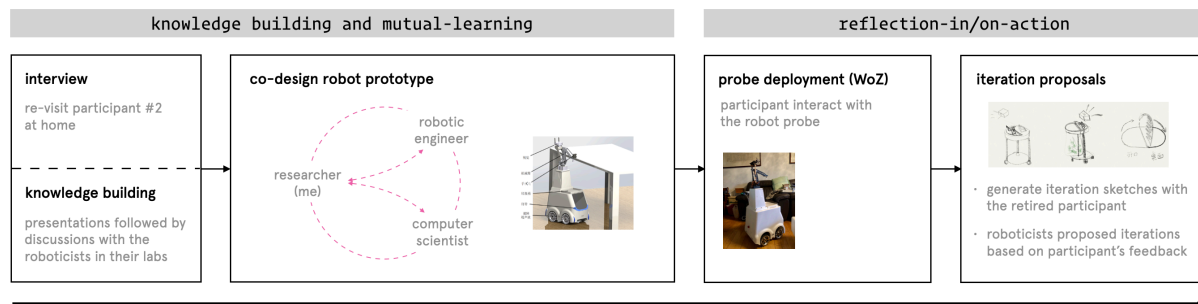 knowledge building and mutual-learning
reflection-in/on-action
interview
re-visit participant #2
at home
knowledge building
presentations followed by
discussions with the
roboticists in their labs
co-design robot prototype
robotic
engineer
researcher
(me)
computer
scientist
probe deployment (WoZ)
participant interact with
the robot probe
iteration proposals
· generate iteration sketches with
the retired participant
· roboticists proposed iterations
based on participant's feedback